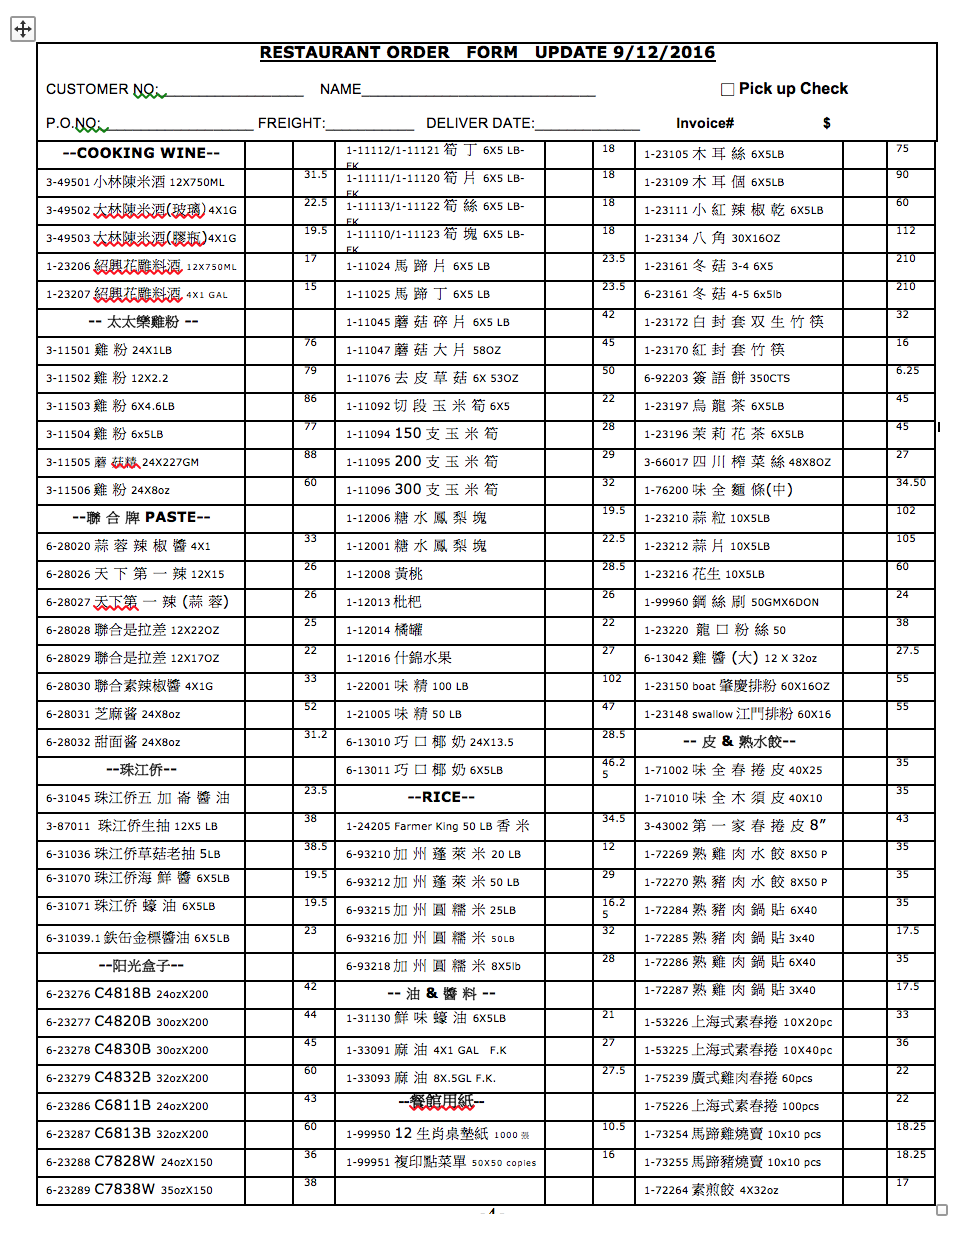 RESTAURANT ORDER FORM UPDATE 9/12/2016
CUSTOMER NO: NAME Pick up Check
P.O.NO: FREIGHT: DELIVER DATE: Invoice# $
--COOKING WINE--
3-49501 小林陳米酒 12X750ML 31.5
3-49502 大林陳米酒(玻璃) 4X1G 22.5
3-49503 大林陳米酒(膠瓶)4X1G 19.5
1-23206 紹興花雕料酒 12X750ML 17
1-23207 紹興花雕料酒 4X1 GAL 15
-- 太太樂雞粉 --
3-11501 雞 粉 24X1LB 76
3-11502 雞 粉 12X2.2 79
3-11503 雞 粉 6X4.6LB 86
3-11504 雞 粉 6x5LB 77
3-11505 蘑 菇精 24X227GM 88
3-11506 雞 粉 24X8oz 60
--聯 合 牌 PASTE--
6-28020 蒜 蓉 辣 椒 醬 4X1 33
6-28026 天 下 第 一 辣 12X15 26
6-28027 天下第 一 辣 (蒜 蓉) 26
6-28028 聯合是拉差 12X22OZ 25
6-28029 聯合是拉差 12X17OZ 22
6-28030 聯合素辣椒醬 4X1G 33
6-28031 芝麻酱 24X8oz 52
6-28032 甜面酱 24X8oz 31.2
--珠江侨--
6-31045 珠江侨五 加 崙 醬 油 23.5
3-87011 珠江侨生抽 12X5 LB 38
6-31036 珠江侨草菇老抽 5LB 38.5
6-31070 珠江侨海 鮮 醬 6X5LB 19.5
6-31071 珠江侨 蠔 油 6X5LB 19.5
6-31039.1 鉄缶金標醬油 6X5LB 23
--阳光盒子--
6-23276 C4818B 24ozX200 42
6-23277 C4820B 30ozX200 44
6-23278 C4830B 30ozX200 45
6-23279 C4832B 32ozX200 60
6-23286 C6811B 24ozX200 43
6-23287 C6813B 32ozX200 60
6-23288 C7828W 24ozX150 36
6-23289 C7838W 35ozX150 38
1-11112/1-11121 筍 丁 6X5 LB-FK 18
1-11111/1-11120 筍 片 6X5 LB-FK 18
1-11113/1-11122 筍 絲 6X5 LB-FK 18
1-11110/1-11123 筍 塊 6X5 LB-FK 18
1-11024 馬 蹄 片 6X5 LB 23.5
1-11025 馬 蹄 丁 6X5 LB 23.5
1-11045 蘑 菇 碎 片 6X5 LB 42
1-11047 蘑 菇 大 片 58OZ 45
1-11076 去 皮 草 菇 6X 53OZ 50
1-11092 切 段 玉 米 筍 6X5 22
1-11094 150 支 玉 米 筍 28
1-11095 200 支 玉 米 筍 29
1-11096 300 支 玉 米 筍 32
1-12006 糖 水 鳳 梨 塊 19.5
1-12001 糖 水 鳳 梨 塊 22.5
1-12008 黃桃 28.5
1-12013 枇杷 26
1-12014 橘罐 22
1-12016 什錦水果 27
1-22001 味 精 100 LB 102
1-21005 味 精 50 LB 47
6-13010 巧 口 椰 奶 24X13.5 28.5
6-13011 巧 口 椰 奶 6X5LB 46.25
--RICE--
1-24205 Farmer King 50 LB 香 米 34.5
6-93210 加 州 蓬 萊 米 20 LB 12
6-93212 加 州 蓬 萊 米 50 LB 29
6-93215 加 州 圓 糯 米 25LB 16.25
6-93216 加 州 圓 糯 米 50LB 32
6-93218 加 州 圓 糯 米 8X5lb 28
-- 油 & 醬 料 --
1-31130 鮮 味 蠔 油 6X5LB 21
1-33091 麻 油 4X1 GAL F.K 27
1-33093 麻 油 8X.5GL F.K. 27.5
--餐館用紙--
1-99950 12 生肖桌墊紙 1000 張 10.5
1-99951 複印點菜單 50X50 copies 16
1-23105 木 耳 絲 6X5LB 75
1-23109 木 耳 個 6X5LB 90
1-23111 小 紅 辣 椒 乾 6X5LB 60
1-23134 八 角 30X16OZ 112
1-23161 冬 菇 3-4 6X5 210
6-23161 冬 菇 4-5 6x5lb 210
1-23172 白 封 套 双 生 竹 筷 32
1-23170 紅 封 套 竹 筷 16
6-92203 簽 語 餅 350CTS 6.25
1-23197 烏 龍 茶 6X5LB 45
1-23196 茉 莉 花 茶 6X5LB 45
3-66017 四 川 榨 菜 絲 48X8OZ 27
1-76200 味 全 麵 條(中) 34.50
1-23210 蒜 粒 10X5LB 102
1-23212 蒜 片 10X5LB 105
1-23216 花生 10X5LB 60
1-99960 鋼 絲 刷 50GMX6DON 24
1-23220 龍 口 粉 絲 50 38
6-13042 雞 醬 (大) 12 X 32oz 27.5
1-23150 boat 肇慶排粉 60X16OZ 55
1-23148 swallow 江門排粉 60X16 55
-- 皮 & 熟水餃--
1-71002 味 全 春 捲 皮 40X25 35
1-71010 味 全 木 須 皮 40X10 35
3-43002 第 一 家 春 捲 皮 8” 43
1-72269 熟 雞 肉 水 餃 8X50 P 35
1-72270 熟 豬 肉 水 餃 8X50 P 35
1-72284 熟 豬 肉 鍋 貼 6X40 35
1-72285 熟 豬 肉 鍋 貼 3x40 17.5
1-72286 熟 雞 肉 鍋 貼 6X40 35
1-72287 熟 雞 肉 鍋 貼 3X40 17.5
1-53226 上海式素春捲 10X20pc 33
1-53225 上海式素春捲 10X40pc 36
1-75239 廣式雞肉春捲 60pcs 22
1-75226 上海式素春捲 100pcs 22
1-73254 馬蹄雞燒賣 10x10 pcs 18.25
1-73255 馬蹄豬燒賣 10x10 pcs 18.25
1-72264 素煎餃 4X32oz 17
- 4 -